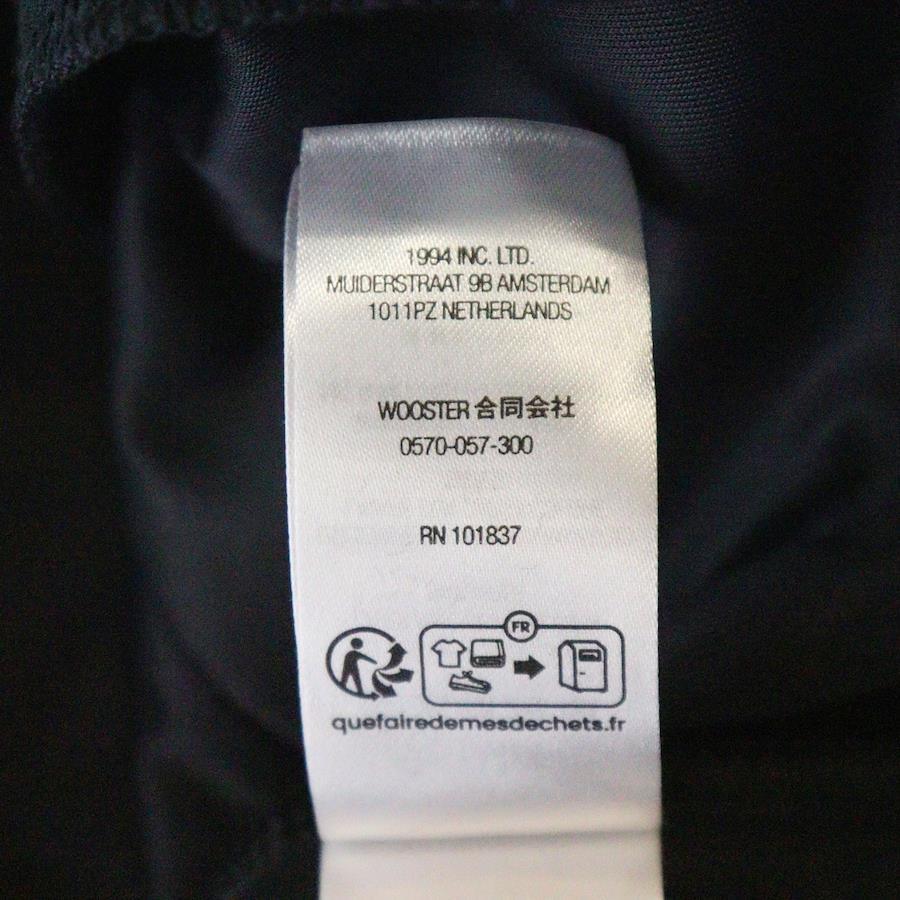 1994 INC. LTD.
MUIDERSTRAAT 9B AMSTERDAM
1011PZ NETHERLANDS
WOOSTER 合同会社
0570-057-300
RN 101837
FR
quefairedemesdechets.fr